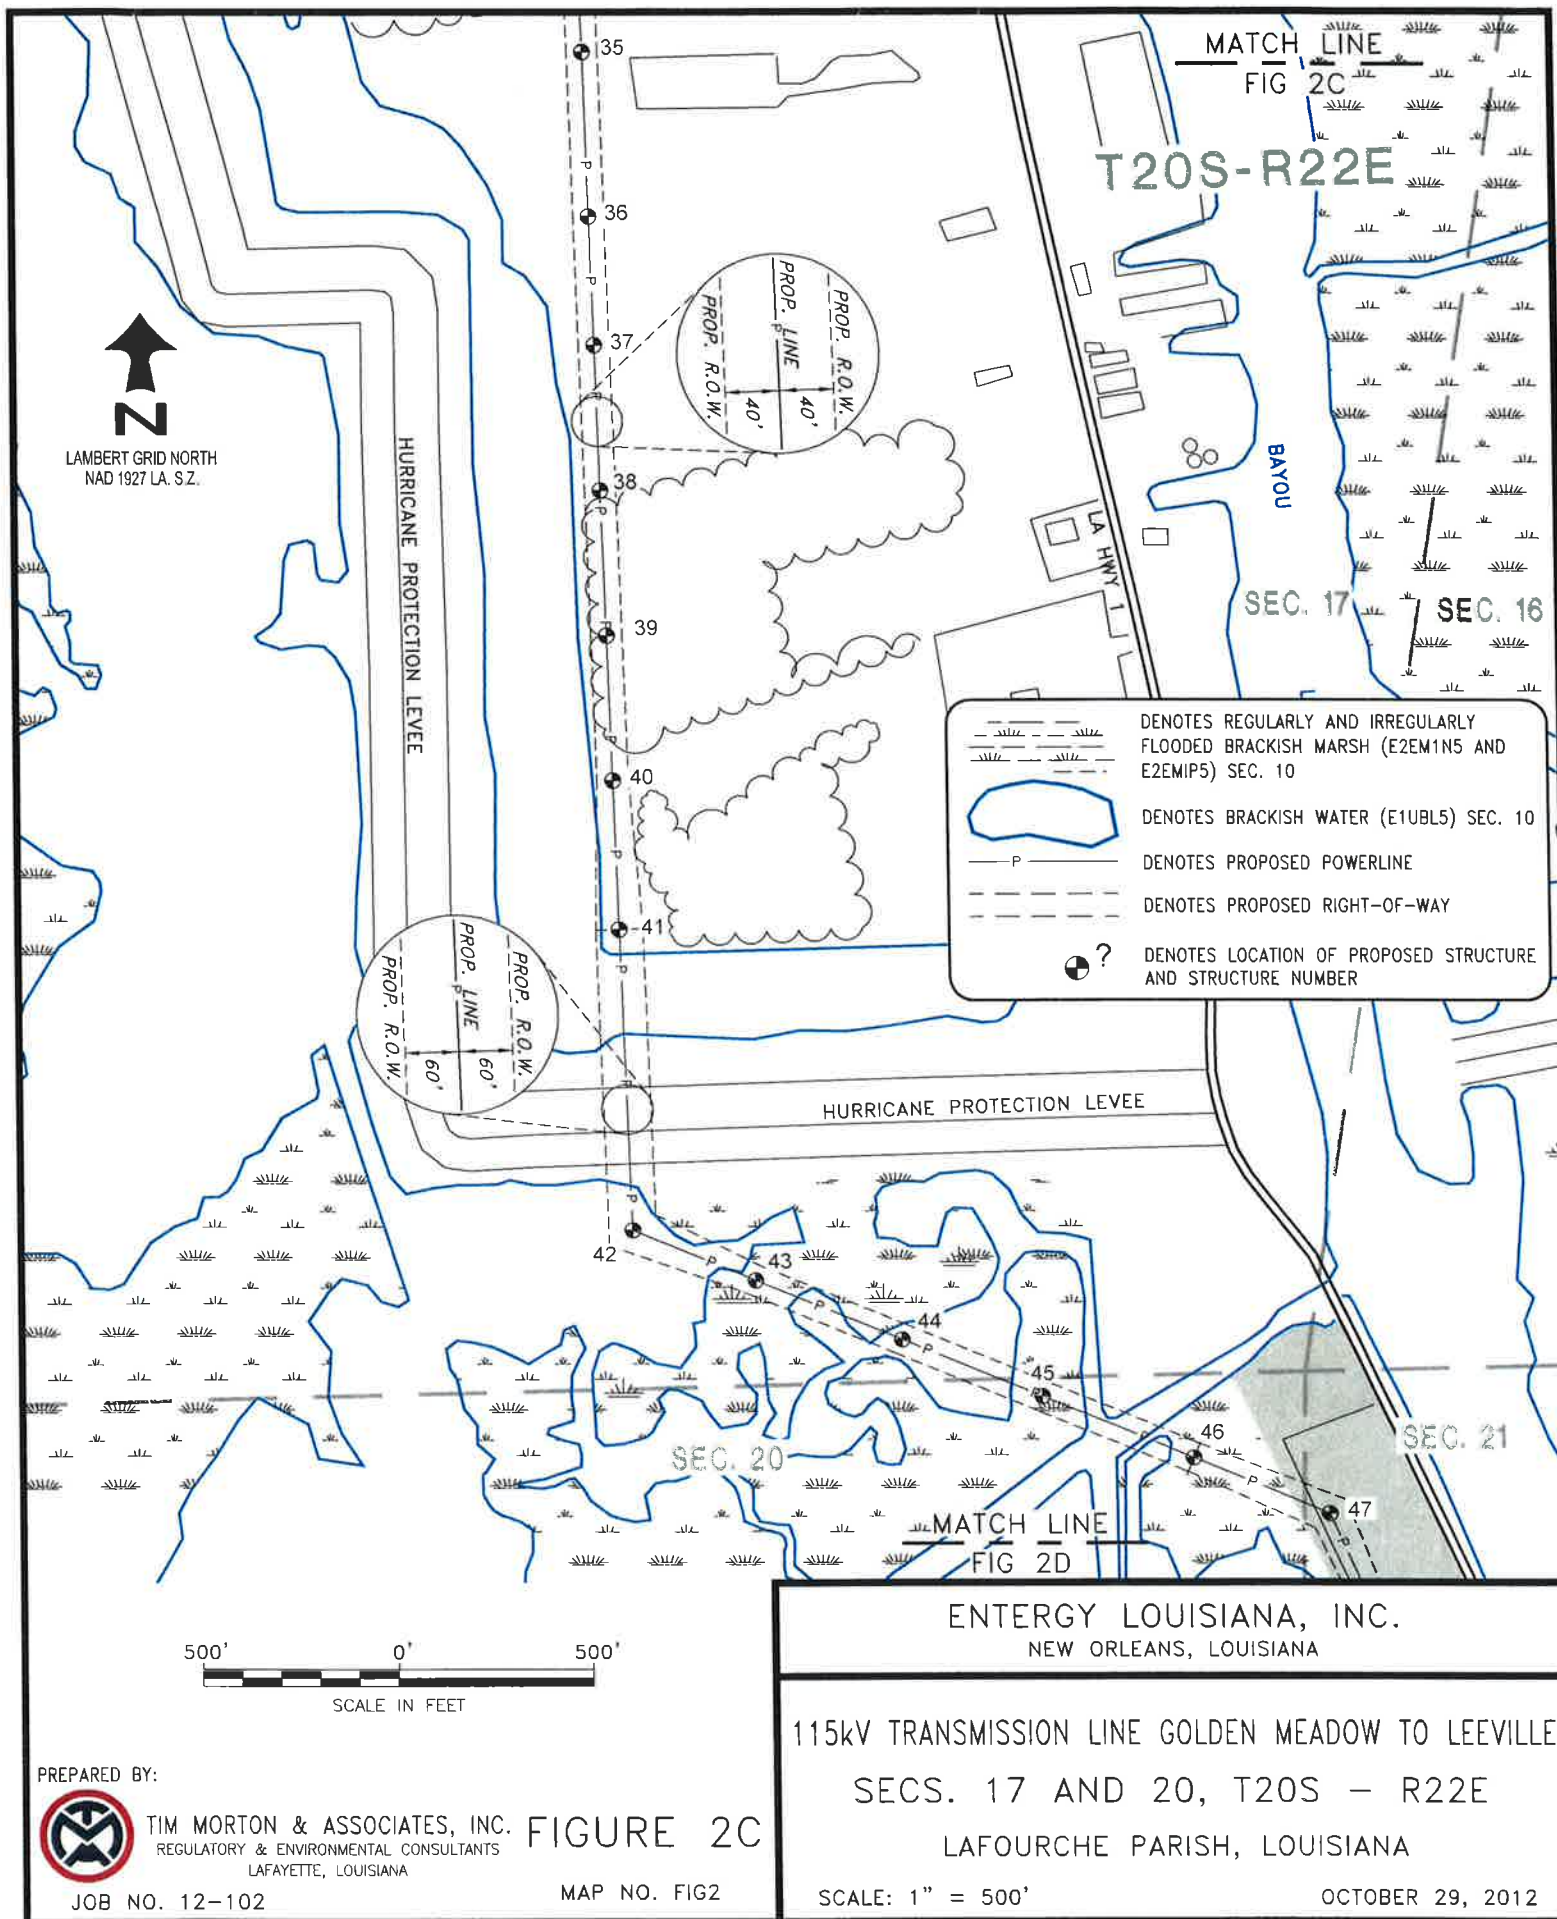 MATCH LINE
FIG 2C
T20S-R22E
35
P
36
P
37
P
PROP. R.O.W.
PROP. LINE
P
PROP. R.O.W.
40'
40'
N
LAMBERT GRID NORTH
NAD 1927 LA. S.Z.
HURRICANE PROTECTION LEVEE
38
P
BAYOU
LA HWY 1
SEC. 17
SEC. 16
39
P
P
40
P
41
P
DENOTES REGULARLY AND IRREGULARLY
FLOODED BRACKISH MARSH (E2EM1N5 AND
E2EMIP5) SEC. 10
DENOTES BRACKISH WATER (E1UBL5) SEC. 10
P
DENOTES PROPOSED POWERLINE
DENOTES PROPOSED RIGHT-OF-WAY
?
DENOTES LOCATION OF PROPOSED STRUCTURE
AND STRUCTURE NUMBER
PROP. R.O.W.
PROP. LINE
P
PROP. R.O.W.
60'
60'
P
HURRICANE PROTECTION LEVEE
P
42
P
43
P
44
P
45
P
46
P
47
P
SEC. 20
SEC. 21
MATCH LINE
FIG 2D
500'
0'
500'
SCALE IN FEET
ENTERGY LOUISIANA, INC.
NEW ORLEANS, LOUISIANA
115kV TRANSMISSION LINE GOLDEN MEADOW TO LEEVILLE
SECS. 17 AND 20, T20S - R22E
LAFOURCHE PARISH, LOUISIANA
SCALE: 1" = 500'
OCTOBER 29, 2012
PREPARED BY:
TIM MORTON & ASSOCIATES, INC.
REGULATORY & ENVIRONMENTAL CONSULTANTS
LAFAYETTE, LOUISIANA
FIGURE 2C
JOB NO. 12-102
MAP NO. FIG2